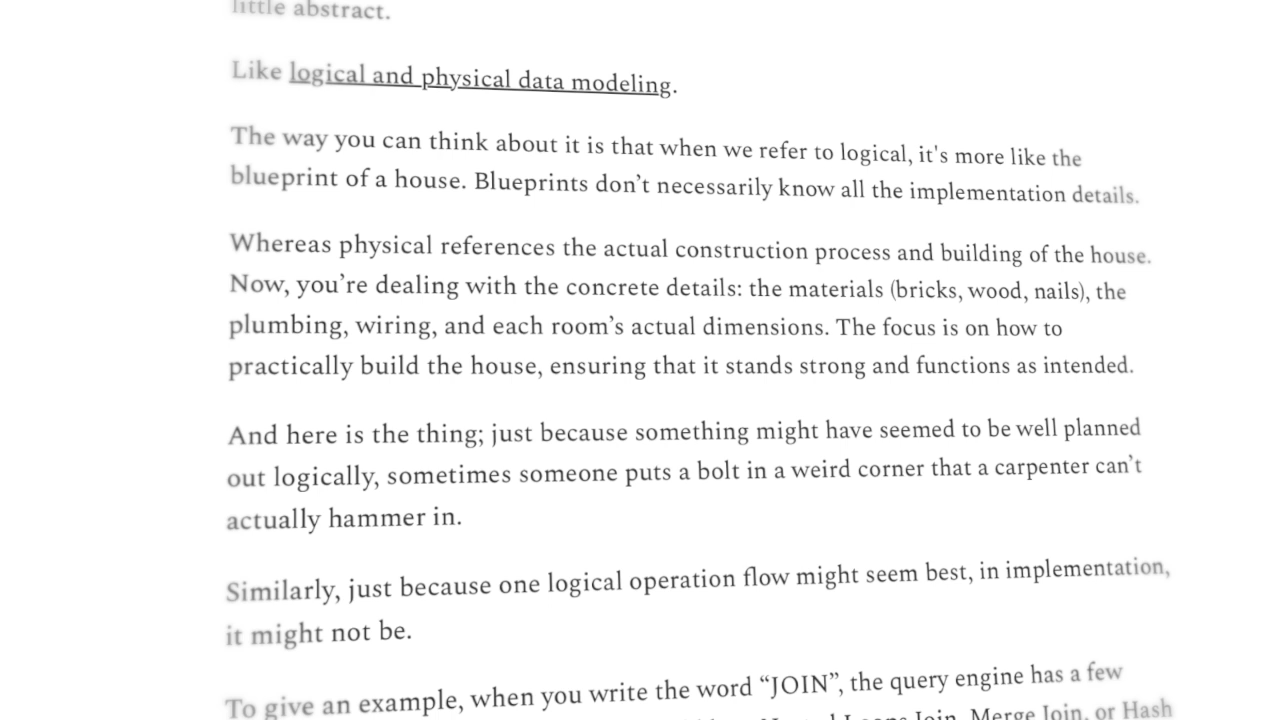 little abstract.
Like logical and physical data modeling.
The way you can think about it is that when we refer to logical, it's more like the
blueprint of a house. Blueprints don’t necessarily know all the implementation details.
Whereas physical references the actual construction process and building of the house.
Now, you’re dealing with the concrete details: the materials (bricks, wood, nails), the
plumbing, wiring, and each room’s actual dimensions. The focus is on how to
practically build the house, ensuring that it stands strong and functions as intended.
And here is the thing; just because something might have seemed to be well planned
out logically, sometimes someone puts a bolt in a weird corner that a carpenter can’t
actually hammer in.
Similarly, just because one logical operation flow might seem best, in implementation,
it might not be.
To give an example, when you write the word “JOIN”, the query engine has a few
Loops Join, Merge Join, or Hash